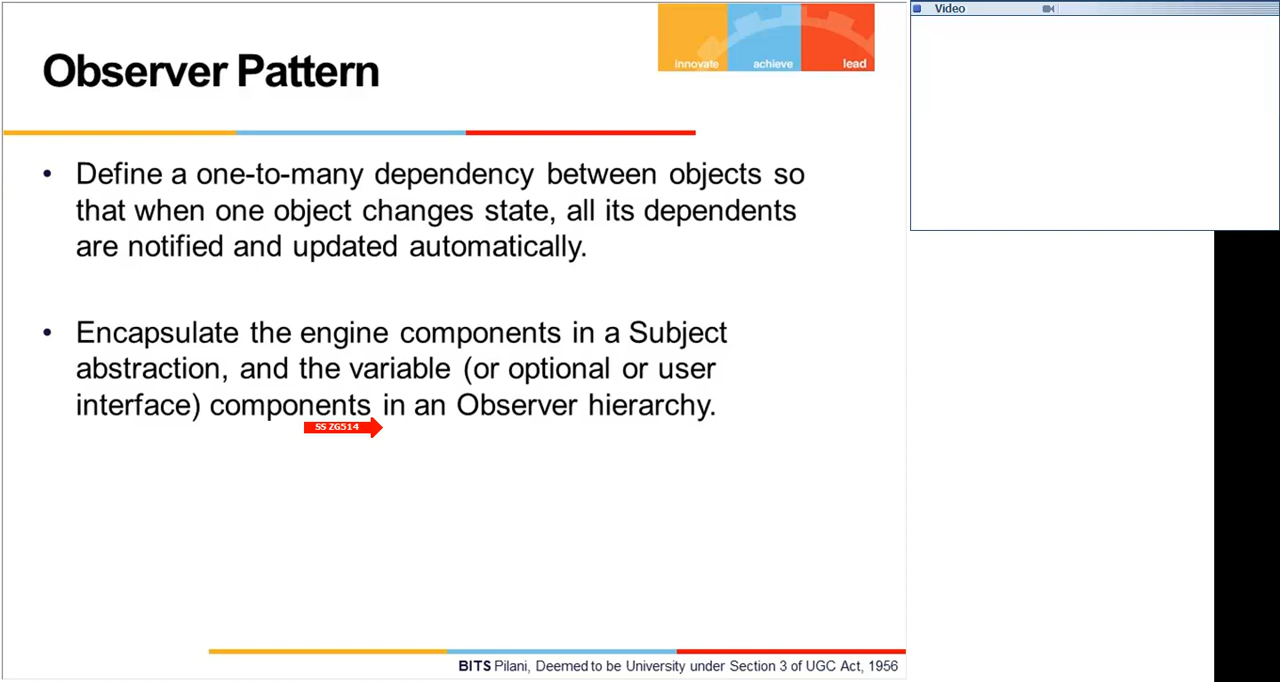 Video
innovate achieve lead
Observer Pattern
• Define a one-to-many dependency between objects so
that when one object changes state, all its dependents
are notified and updated automatically.
• Encapsulate the engine components in a Subject
abstraction, and the variable (or optional or user
interface) components in an Observer hierarchy.
SS ZG514
BITS Pilani, Deemed to be University under Section 3 of UGC Act, 1956